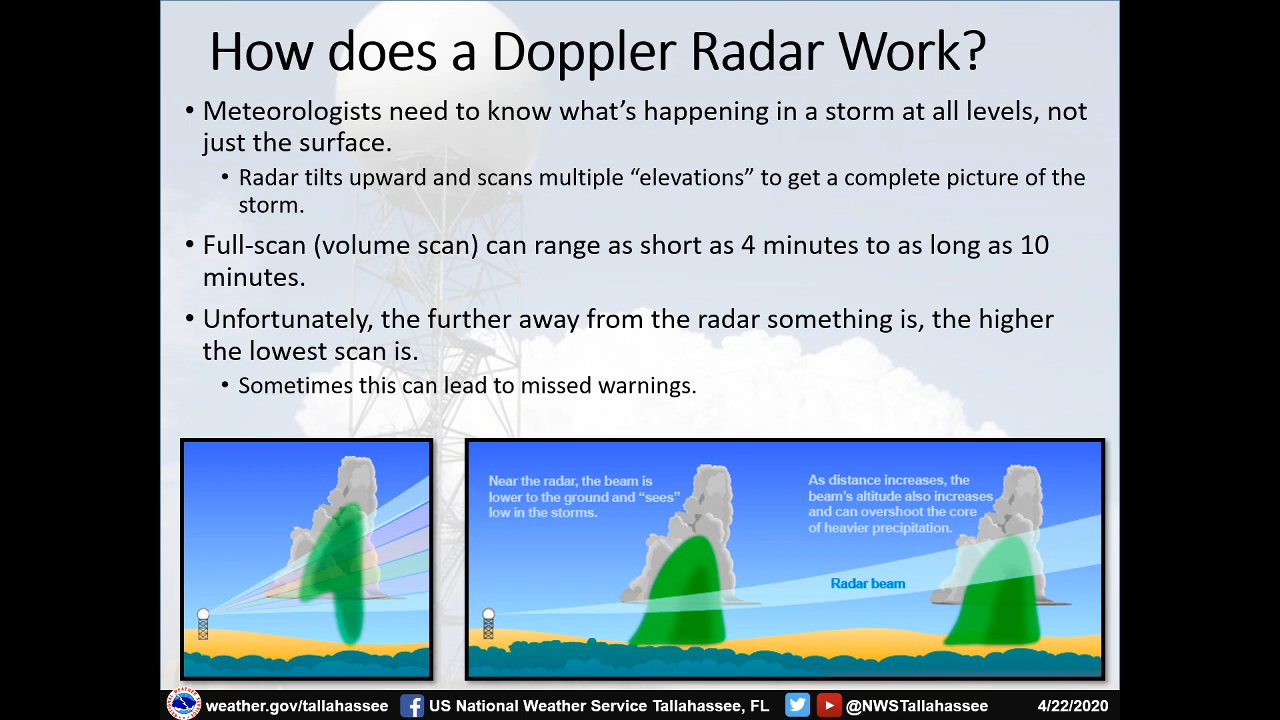 How does a Doppler Radar Work?
• Meteorologists need to know what’s happening in a storm at all levels, not
just the surface.
• Radar tilts upward and scans multiple “elevations” to get a complete picture of the
storm.
• Full-scan (volume scan) can range as short as 4 minutes to as long as 10
minutes.
• Unfortunately, the further away from the radar something is, the higher
the lowest scan is.
• Sometimes this can lead to missed warnings.
Near the radar, the beam is
lower to the ground and “sees”
low in the storms.
As distance increases, the
beam’s altitude also increases
and can overshoot the core
of heavier precipitation.
Radar beam
weather.gov/tallahassee
US National Weather Service Tallahassee, FL
@NWSTallahassee
4/22/2020